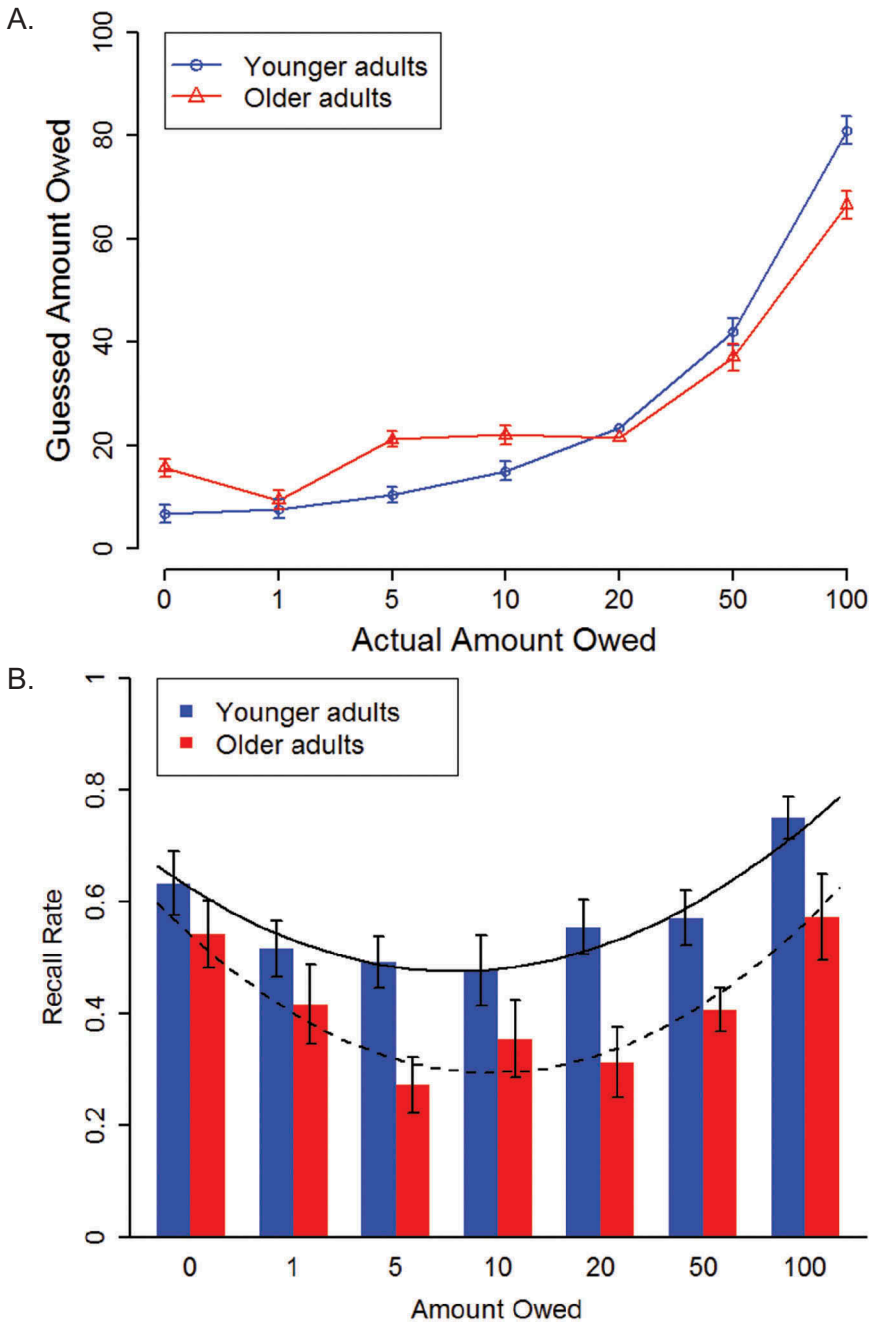 A.
100
80
60
40
20
0
Guessed Amount Owed
Younger adults
Older adults
0 1 5 10 20 50 100
Actual Amount Owed
B.
1
0.8
0.6
0.4
0.2
0
Recall Rate
Younger adults
Older adults
0 1 5 10 20 50 100
Amount Owed